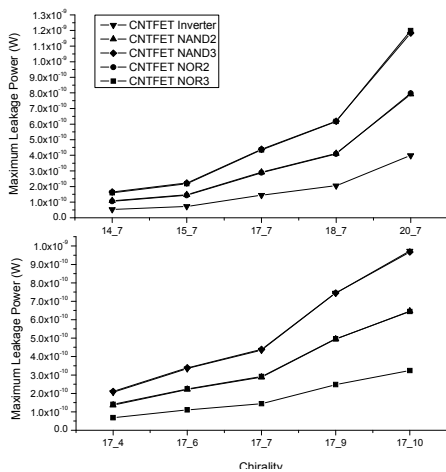 1.3x10-9
1.2x10-9
1.1x10-9
1.0x10-9
9.0x10-10
8.0x10-10
7.0x10-10
6.0x10-10
5.0x10-10
4.0x10-10
3.0x10-10
2.0x10-10
1.0x10-10
0.0
Maximum Leakage Power (W)
CNTFET Inverter
CNTFET NAND2
CNTFET NAND3
CNTFET NOR2
CNTFET NOR3
14_7 15_7 17_7 18_7 20_7
1.0x10-9
9.0x10-10
8.0x10-10
7.0x10-10
6.0x10-10
5.0x10-10
4.0x10-10
3.0x10-10
2.0x10-10
1.0x10-10
0.0
Maximum Leakage Power (W)
17_4 17_6 17_7 17_9 17_10
Chirality